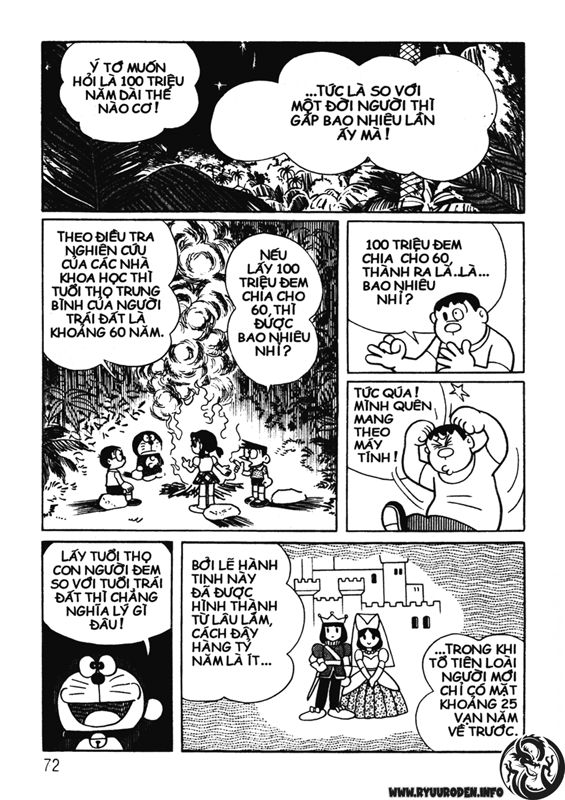 Ý TỚ MUỐN
HỎI LÀ 100 TRIỆU
NĂM DÀI THẾ
NÀO CƠ!
...TỨC LÀ SO VỚI
MỘT ĐỜI NGƯỜI THÌ
GẤP BAO NHIÊU LẦN
ẤY MÀ!
THEO ĐIỀU TRA
NGHIÊN CỨU
CỦA CÁC NHÀ
KHOA HỌC THÌ
TUỔI THỌ TRUNG
BÌNH CỦA NGƯỜI
TRÁI ĐẤT LÀ
KHOẢNG 60 NĂM.
NẾU
LẤY 100
TRIỆU ĐEM
CHIA CHO
60, THÌ
ĐƯỢC
BAO NHIÊU
NHỈ?
100 TRIỆU ĐEM
CHIA CHO 60,
THÀNH RA LÀ..LÀ...
BAO NHIÊU
NHỈ?
TỨC QÚA!
MÌNH QUÊN
MANG
THEO
MÁY
TÍNH!
LẤY TUỔI THỌ
CON NGƯỜI ĐEM
SO VỚI TUỔI TRÁI
ĐẤT THÌ CHẲNG
NGHĨA LÝ GÌ
ĐÂU!
BỞI LẼ HÀNH
TINH NÀY
ĐÃ ĐƯỢC
HÌNH THÀNH
TỪ LÂU LẮM,
CÁCH ĐÂY
HÀNG TỶ
NĂM LÀ ÍT...
...TRONG KHI
TỔ TIÊN LOÀI
NGƯỜI MỚI
CHỈ CÓ MẶT
KHOẢNG 25
VẠN NĂM
VỀ TRƯỚC.
72
WWW.RYUURODEN.INFO